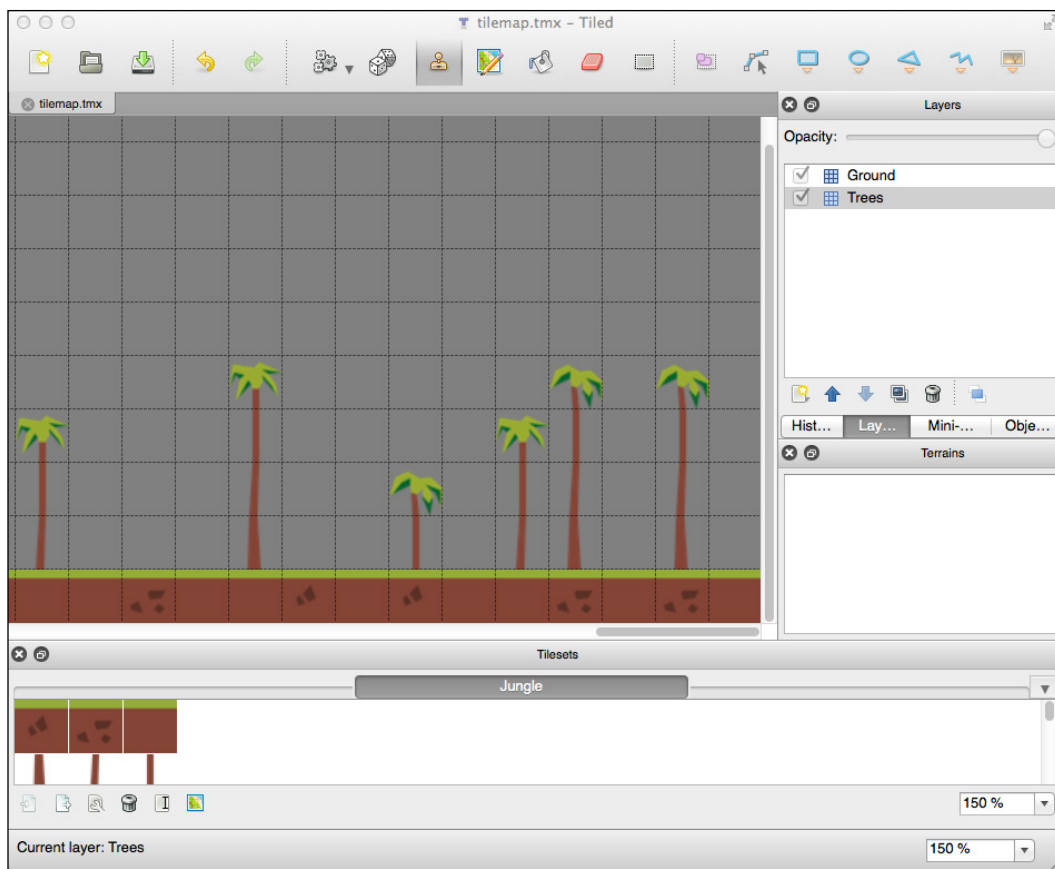 tilemap.tmx – Tiled
tilemap.tmx
Layers
Opacity:
Ground
Trees
Hist... Lay... Mini-... Obje...
Terrains
Tilesets
Jungle
150 %
Current layer: Trees
150 %